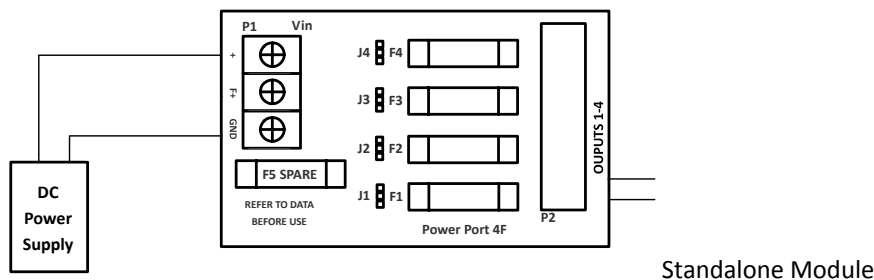 P1 Vin
+
F+
GND
J4 F4
J3 F3
J2 F2
J1 F1
F5 SPARE
REFER TO DATA
BEFORE USE
Power Port 4F
P2
OUPUTS 1-4
DC
Power
Supply
Standalone Module